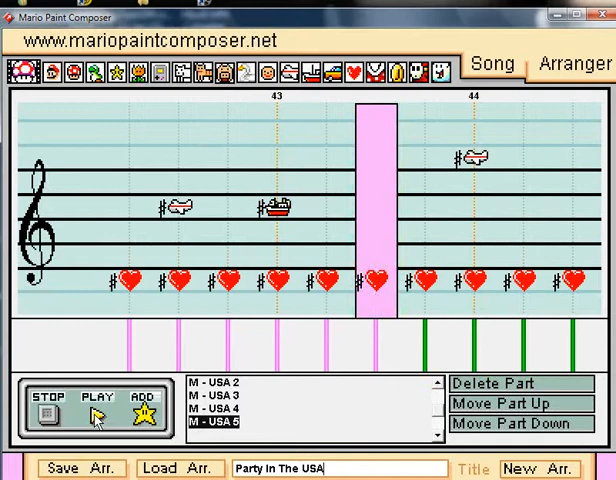 Mario Paint Composer
www.mariopaintcomposer.net
Song
Arranger
43
44
STOP
PLAY
ADD
M - USA 2
M - USA 3
M - USA 4
M - USA 5
Delete Part
Move Part Up
Move Part Down
Save Arr.
Load Arr.
Party In The USA
Title
New Arr.